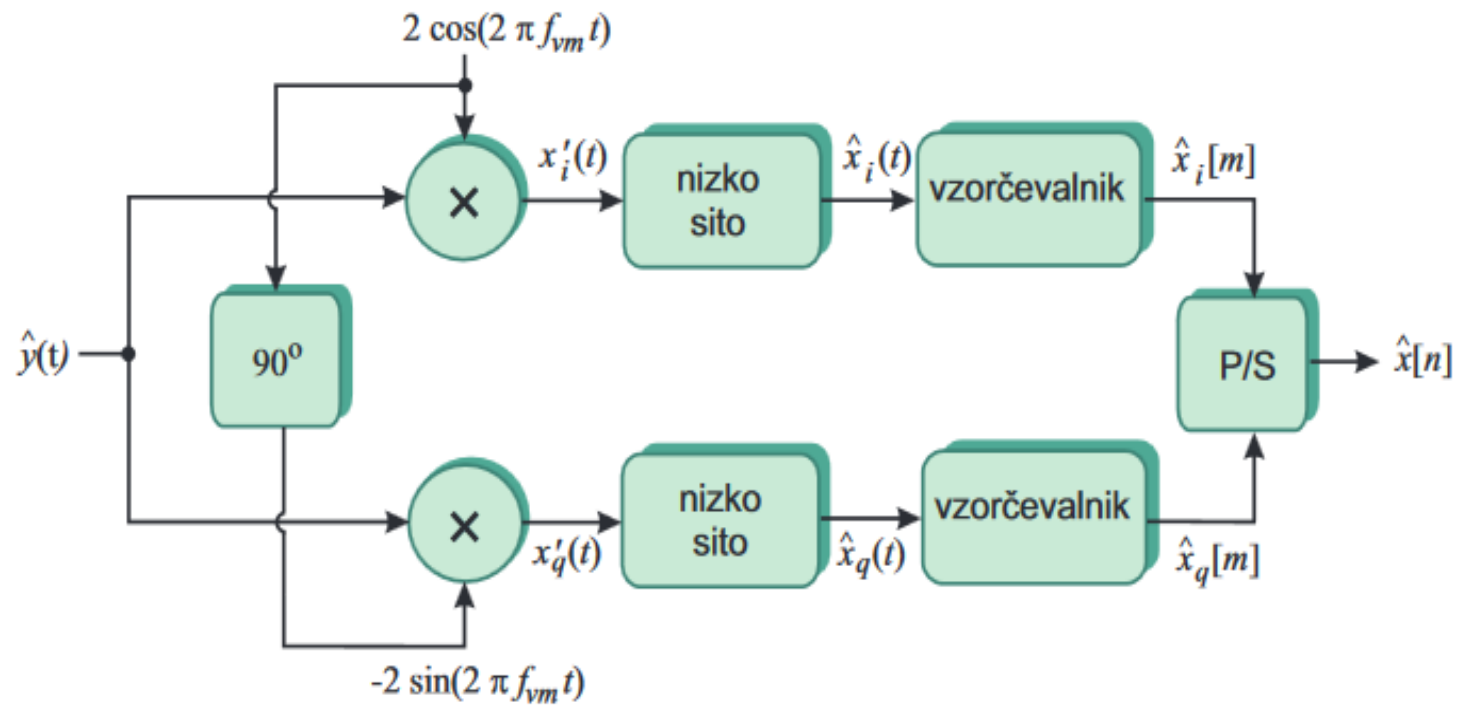 2 cos(2 π f_vm t)
x′_i(t)
x̂_i(t)
x̂_i[m]
×
nizko
sito
vzorčevalnik
ŷ(t)
90°
P/S
x̂[n]
×
x′_q(t)
nizko
sito
x̂_q(t)
vzorčevalnik
x̂_q[m]
-2 sin(2 π f_vm t)